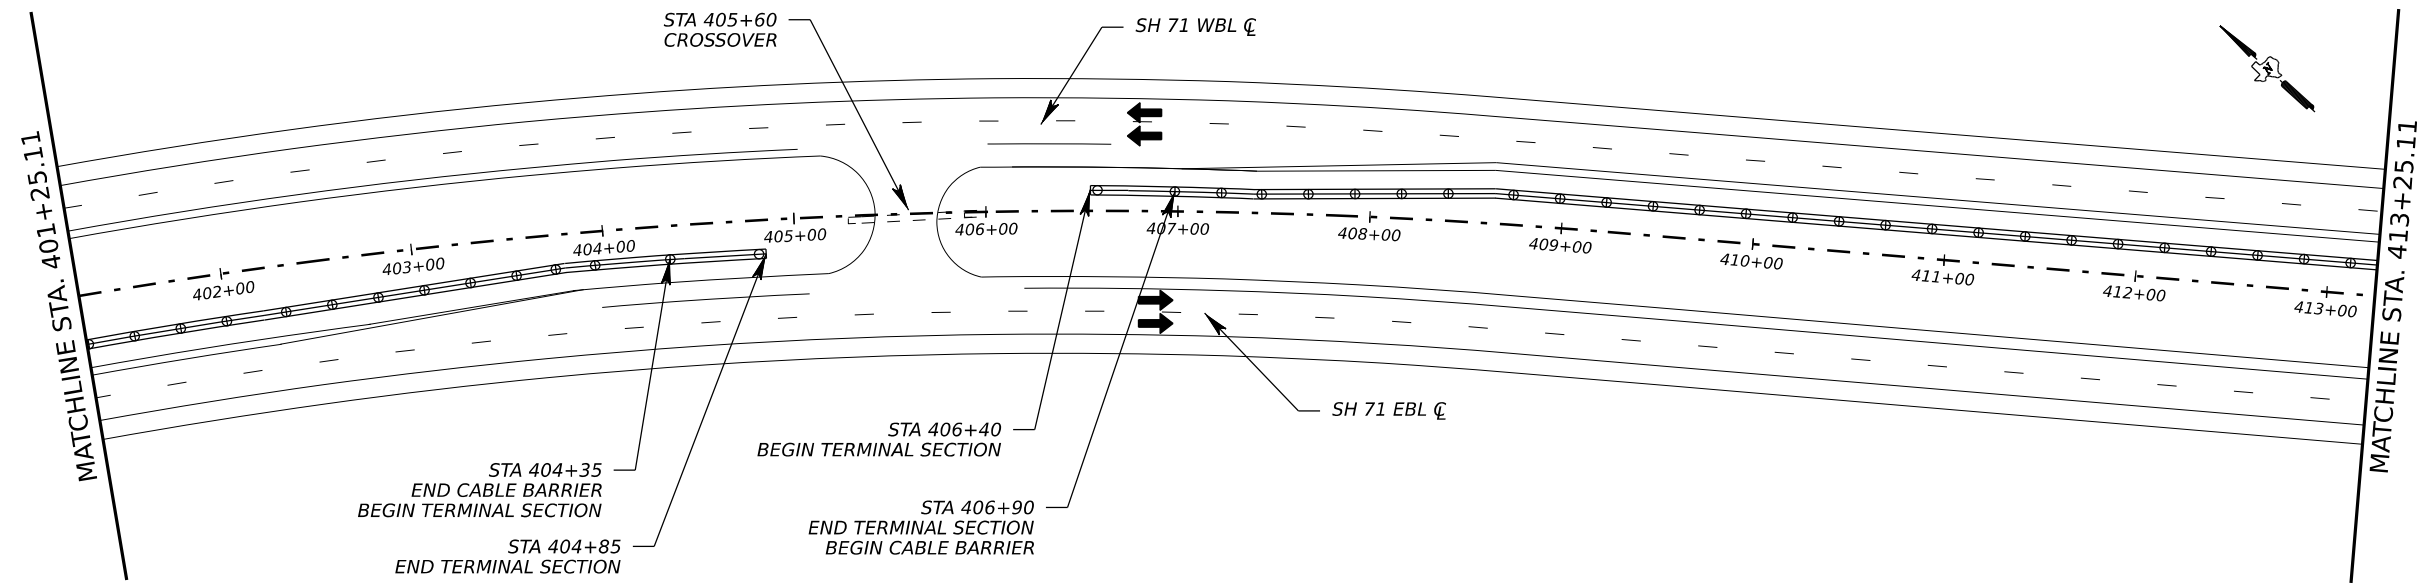 STA 405+60
CROSSOVER
SH 71 WBL ℄
N
MATCHLINE STA. 401+25.11
MATCHLINE STA. 413+25.11
402+00
403+00
404+00
405+00
406+00
407+00
408+00
409+00
410+00
411+00
412+00
413+00
SH 71 EBL ℄
STA 406+40
BEGIN TERMINAL SECTION
STA 404+35
END CABLE BARRIER
BEGIN TERMINAL SECTION
STA 406+90
END TERMINAL SECTION
BEGIN CABLE BARRIER
STA 404+85
END TERMINAL SECTION